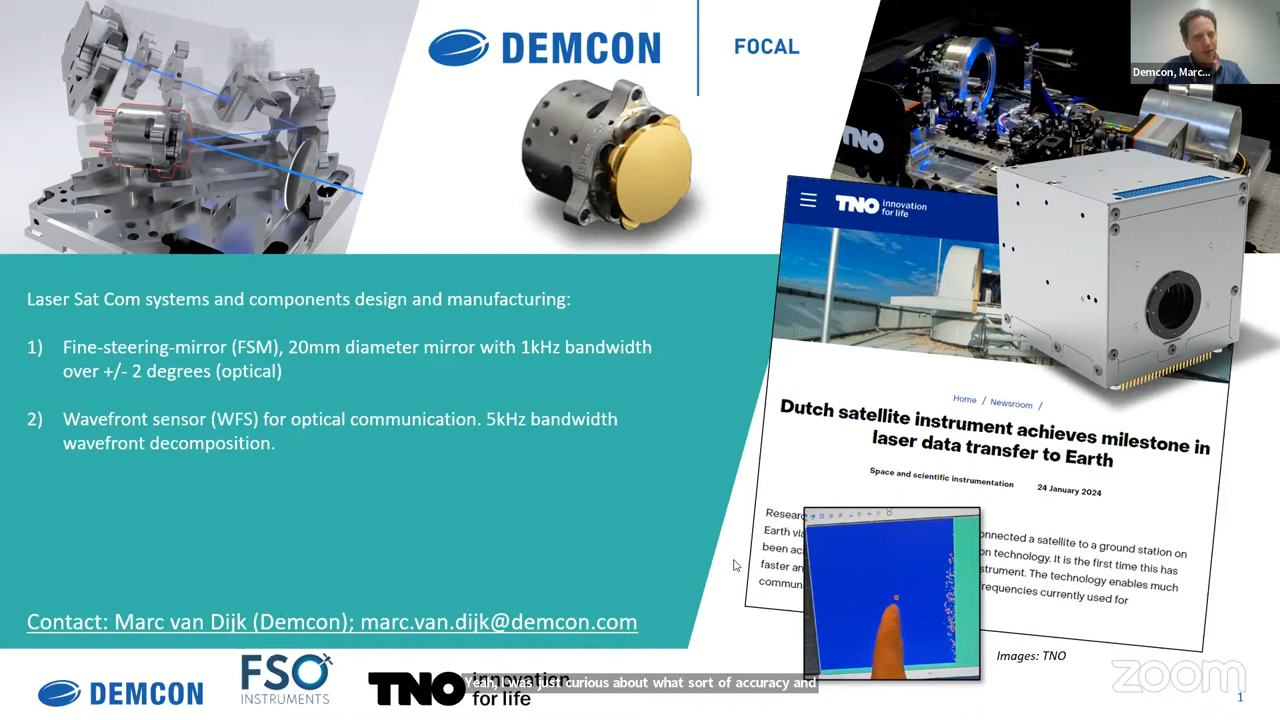 DEMCON
FOCAL
Demcon, Marc...
TNO
TNO innovation
for life
Laser Sat Com systems and components design and manufacturing:
1) Fine-steering-mirror (FSM), 20mm diameter mirror with 1kHz bandwidth
over +/- 2 degrees (optical)
2) Wavefront sensor (WFS) for optical communication. 5kHz bandwidth
wavefront decomposition.
Home / Newsroom /
Dutch satellite instrument achieves milestone in
laser data transfer to Earth
Space and scientific instrumentation 24 January 2024
Earth via
been
faster
connected a satellite to a ground station on
technology. It is the first time this has
The technology enables much
frequencies currently used for
Contact: Marc van Dijk (Demcon); marc.van.dijk@demcon.com
Images: TNO
DEMCON
FSO
INSTRUMENTS
TNO innovation
for life
Yeah, I was just curious about what sort of accuracy and
zoom
1